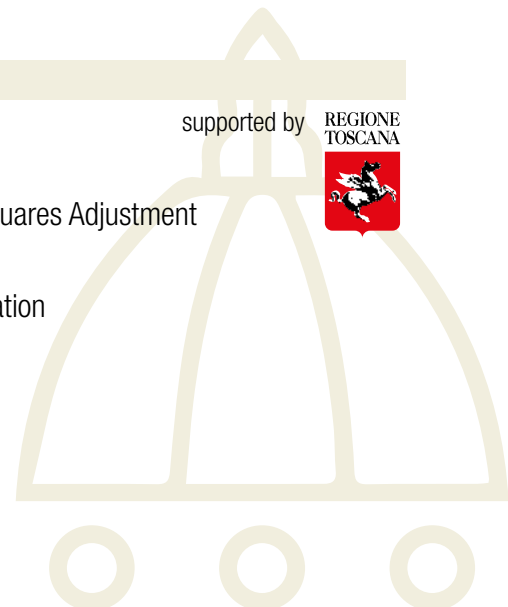 supported by
REGIONE
TOSCANA
uares Adjustment
ation